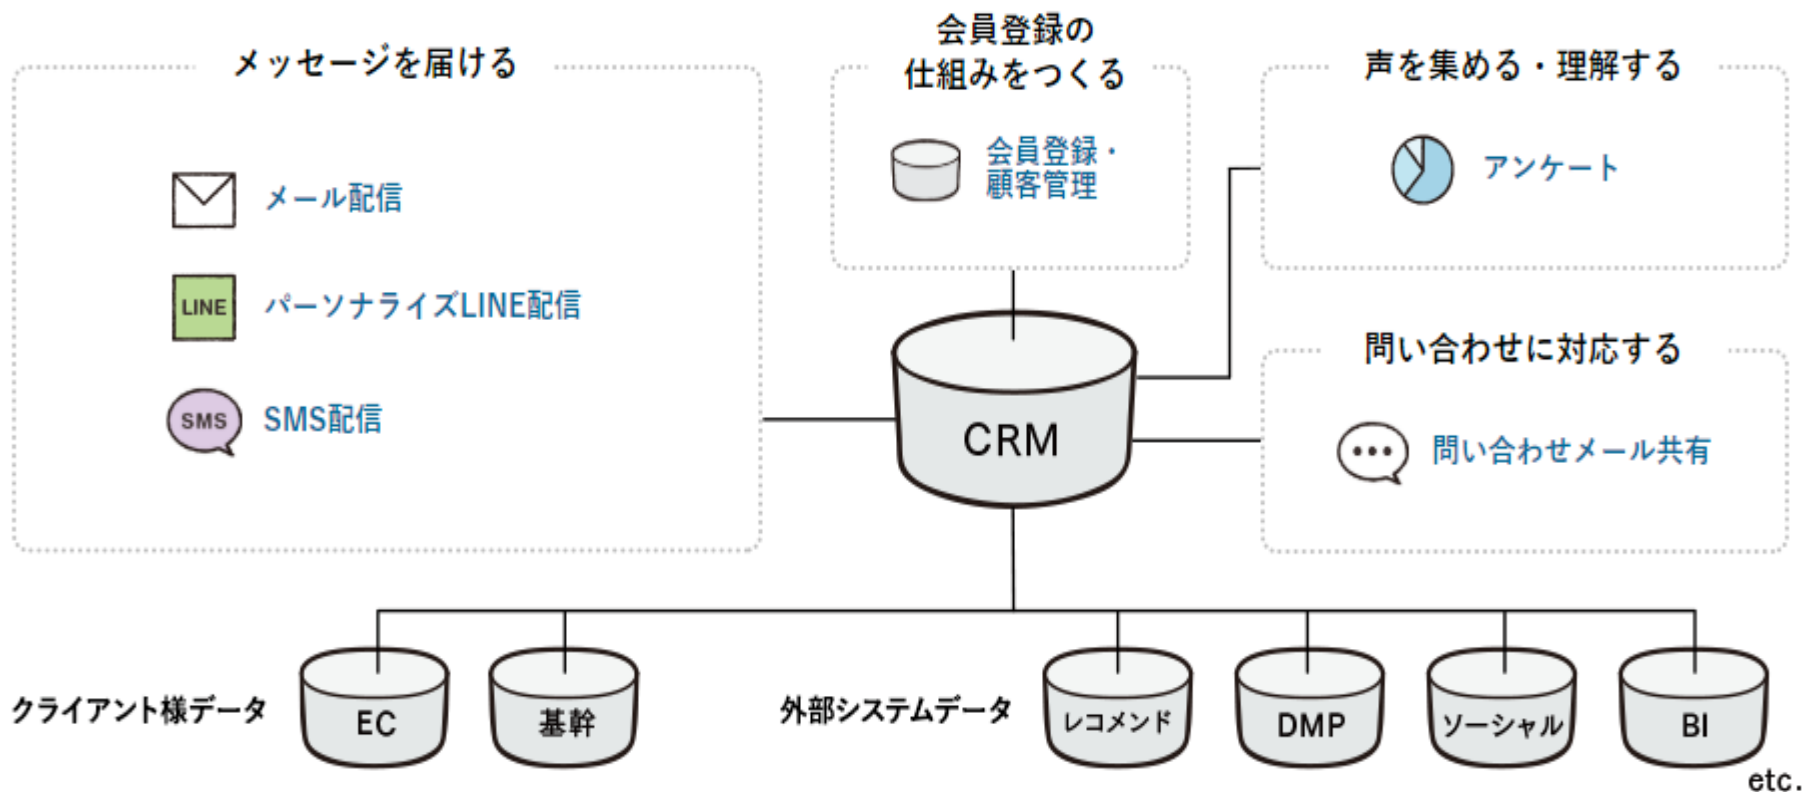 メッセージを届ける
メール配信
LINE
パーソナライズLINE配信
SMS
SMS配信
会員登録の
仕組みをつくる
会員登録・
顧客管理
声を集める・理解する
アンケート
問い合わせに対応する
問い合わせメール共有
CRM
クライアント様データ
EC
基幹
外部システムデータ
レコメンド
DMP
ソーシャル
BI
etc.